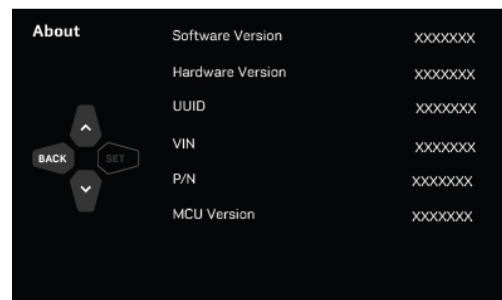 About
Software Version XXXXXXX
Hardware Version XXXXXXX
UUID XXXXXXX
VIN XXXXXXX
BACK SET
P/N XXXXXXX
MCU Version XXXXXXX